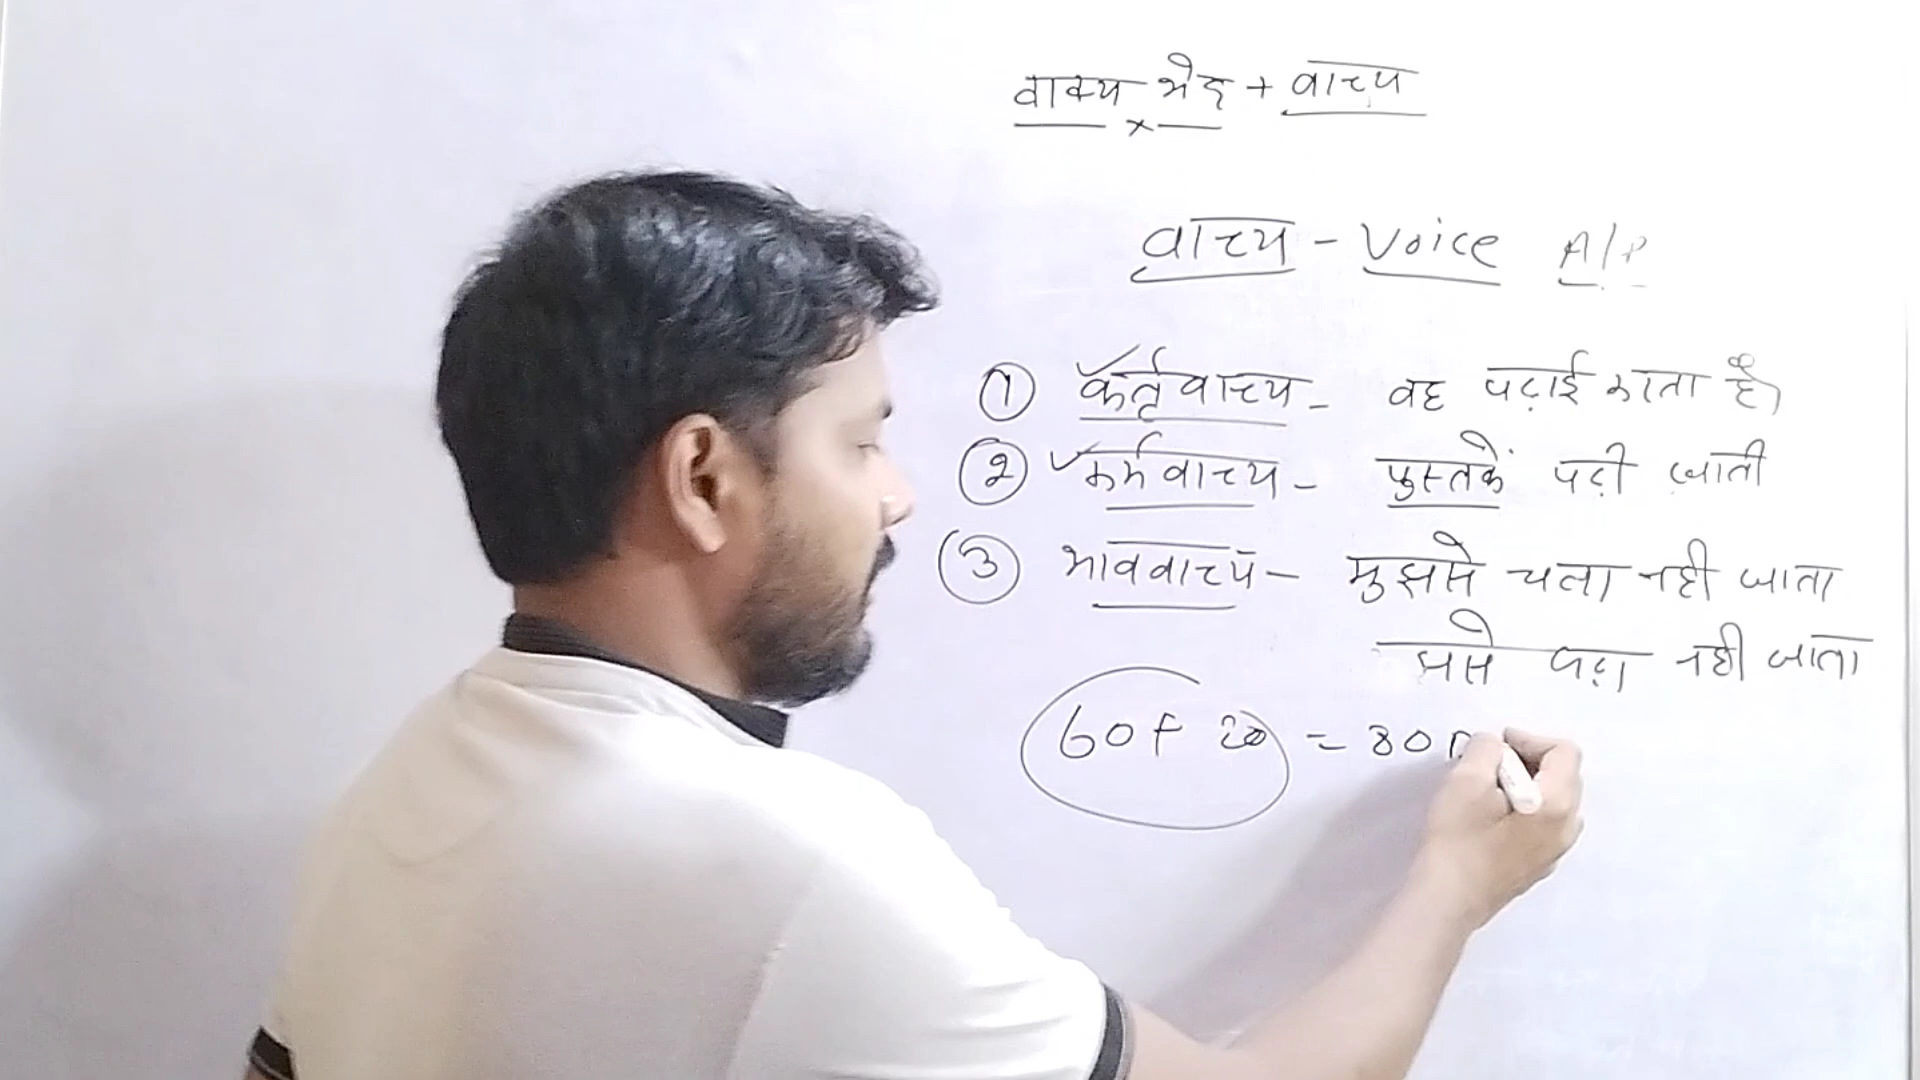 वाक्य भेद + वाच्य
वाच्य - Voice A/P
① कर्तृवाच्य - वह पढ़ाई करता है
② कर्मवाच्य - पुस्तकें पढ़ी जाती
③ भाववाच्य - मुझसे चला नही जाता
पढ़ा नही जाता
60+ 20 = 80